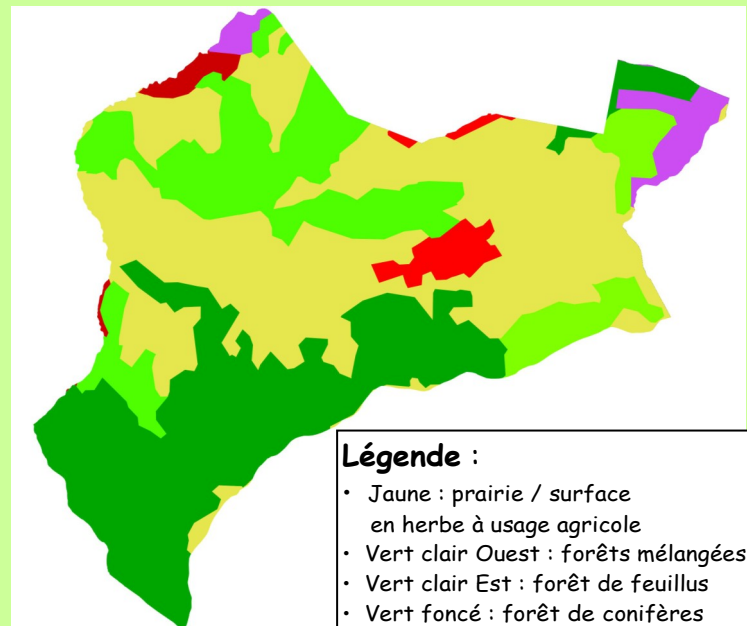 Légende :
• Jaune : prairie / surface
en herbe à usage agricole
• Vert clair Ouest : forêts mélangées
• Vert clair Est : forêt de feuillus
• Vert foncé : forêt de conifères